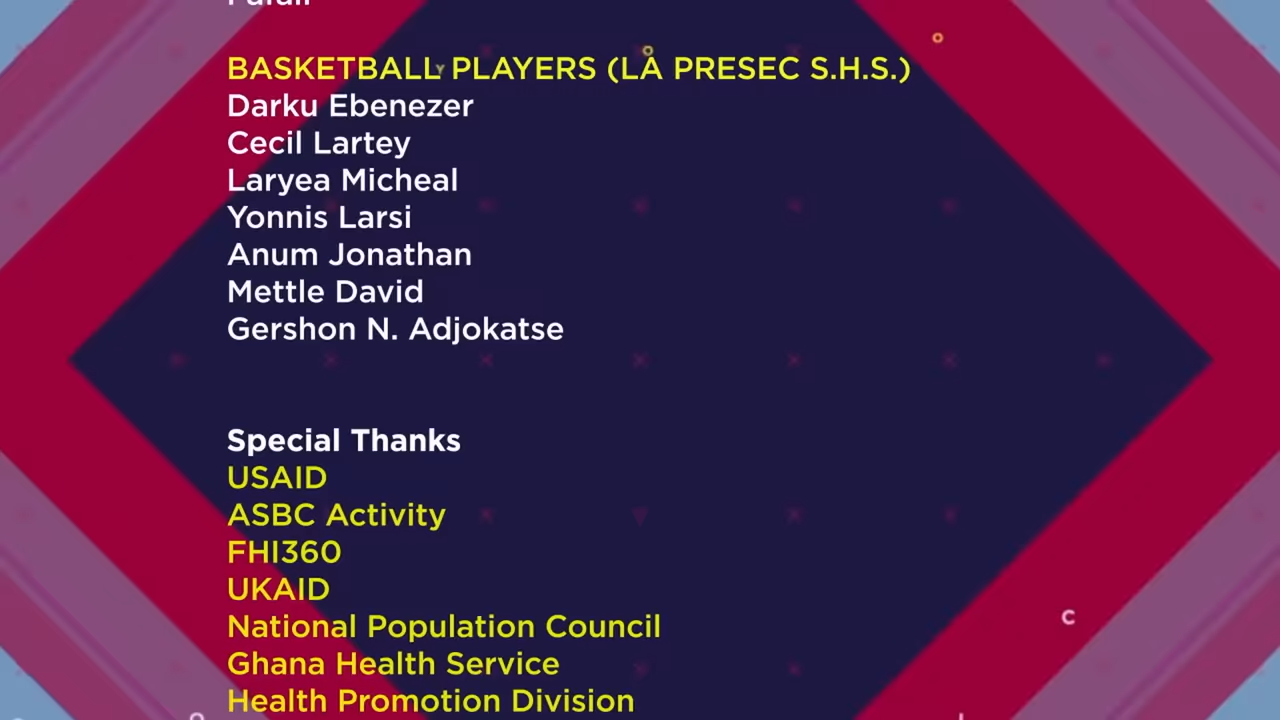 BASKETBALL PLAYERS (LA PRESEC S.H.S.)
Darku Ebenezer
Cecil Lartey
Laryea Micheal
Yonnis Larsi
Anum Jonathan
Mettle David
Gershon N. Adjokatse
Special Thanks
USAID
ASBC Activity
FHI360
UKAID
National Population Council
Ghana Health Service
Health Promotion Division